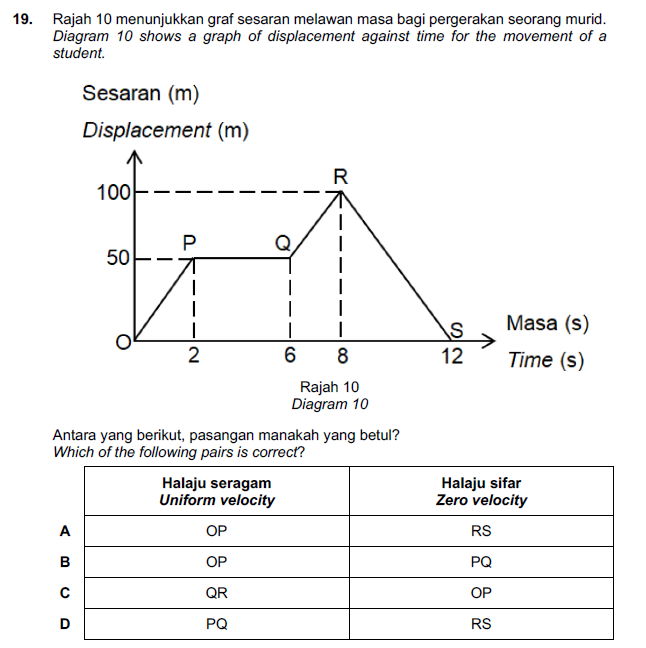 19. Rajah 10 menunjukkan graf sesaran melawan masa bagi pergerakan seorang murid.
Diagram 10 shows a graph of displacement against time for the movement of a
student.
Sesaran (m)
Displacement (m)
R
100
P
Q
50
O
S
2
6
8
12
Masa (s)
Time (s)
Rajah 10
Diagram 10
Antara yang berikut, pasangan manakah yang betul?
Which of the following pairs is correct?
Halaju seragam
Uniform velocity
Halaju sifar
Zero velocity
A OP RS
B OP PQ
C QR OP
D PQ RS